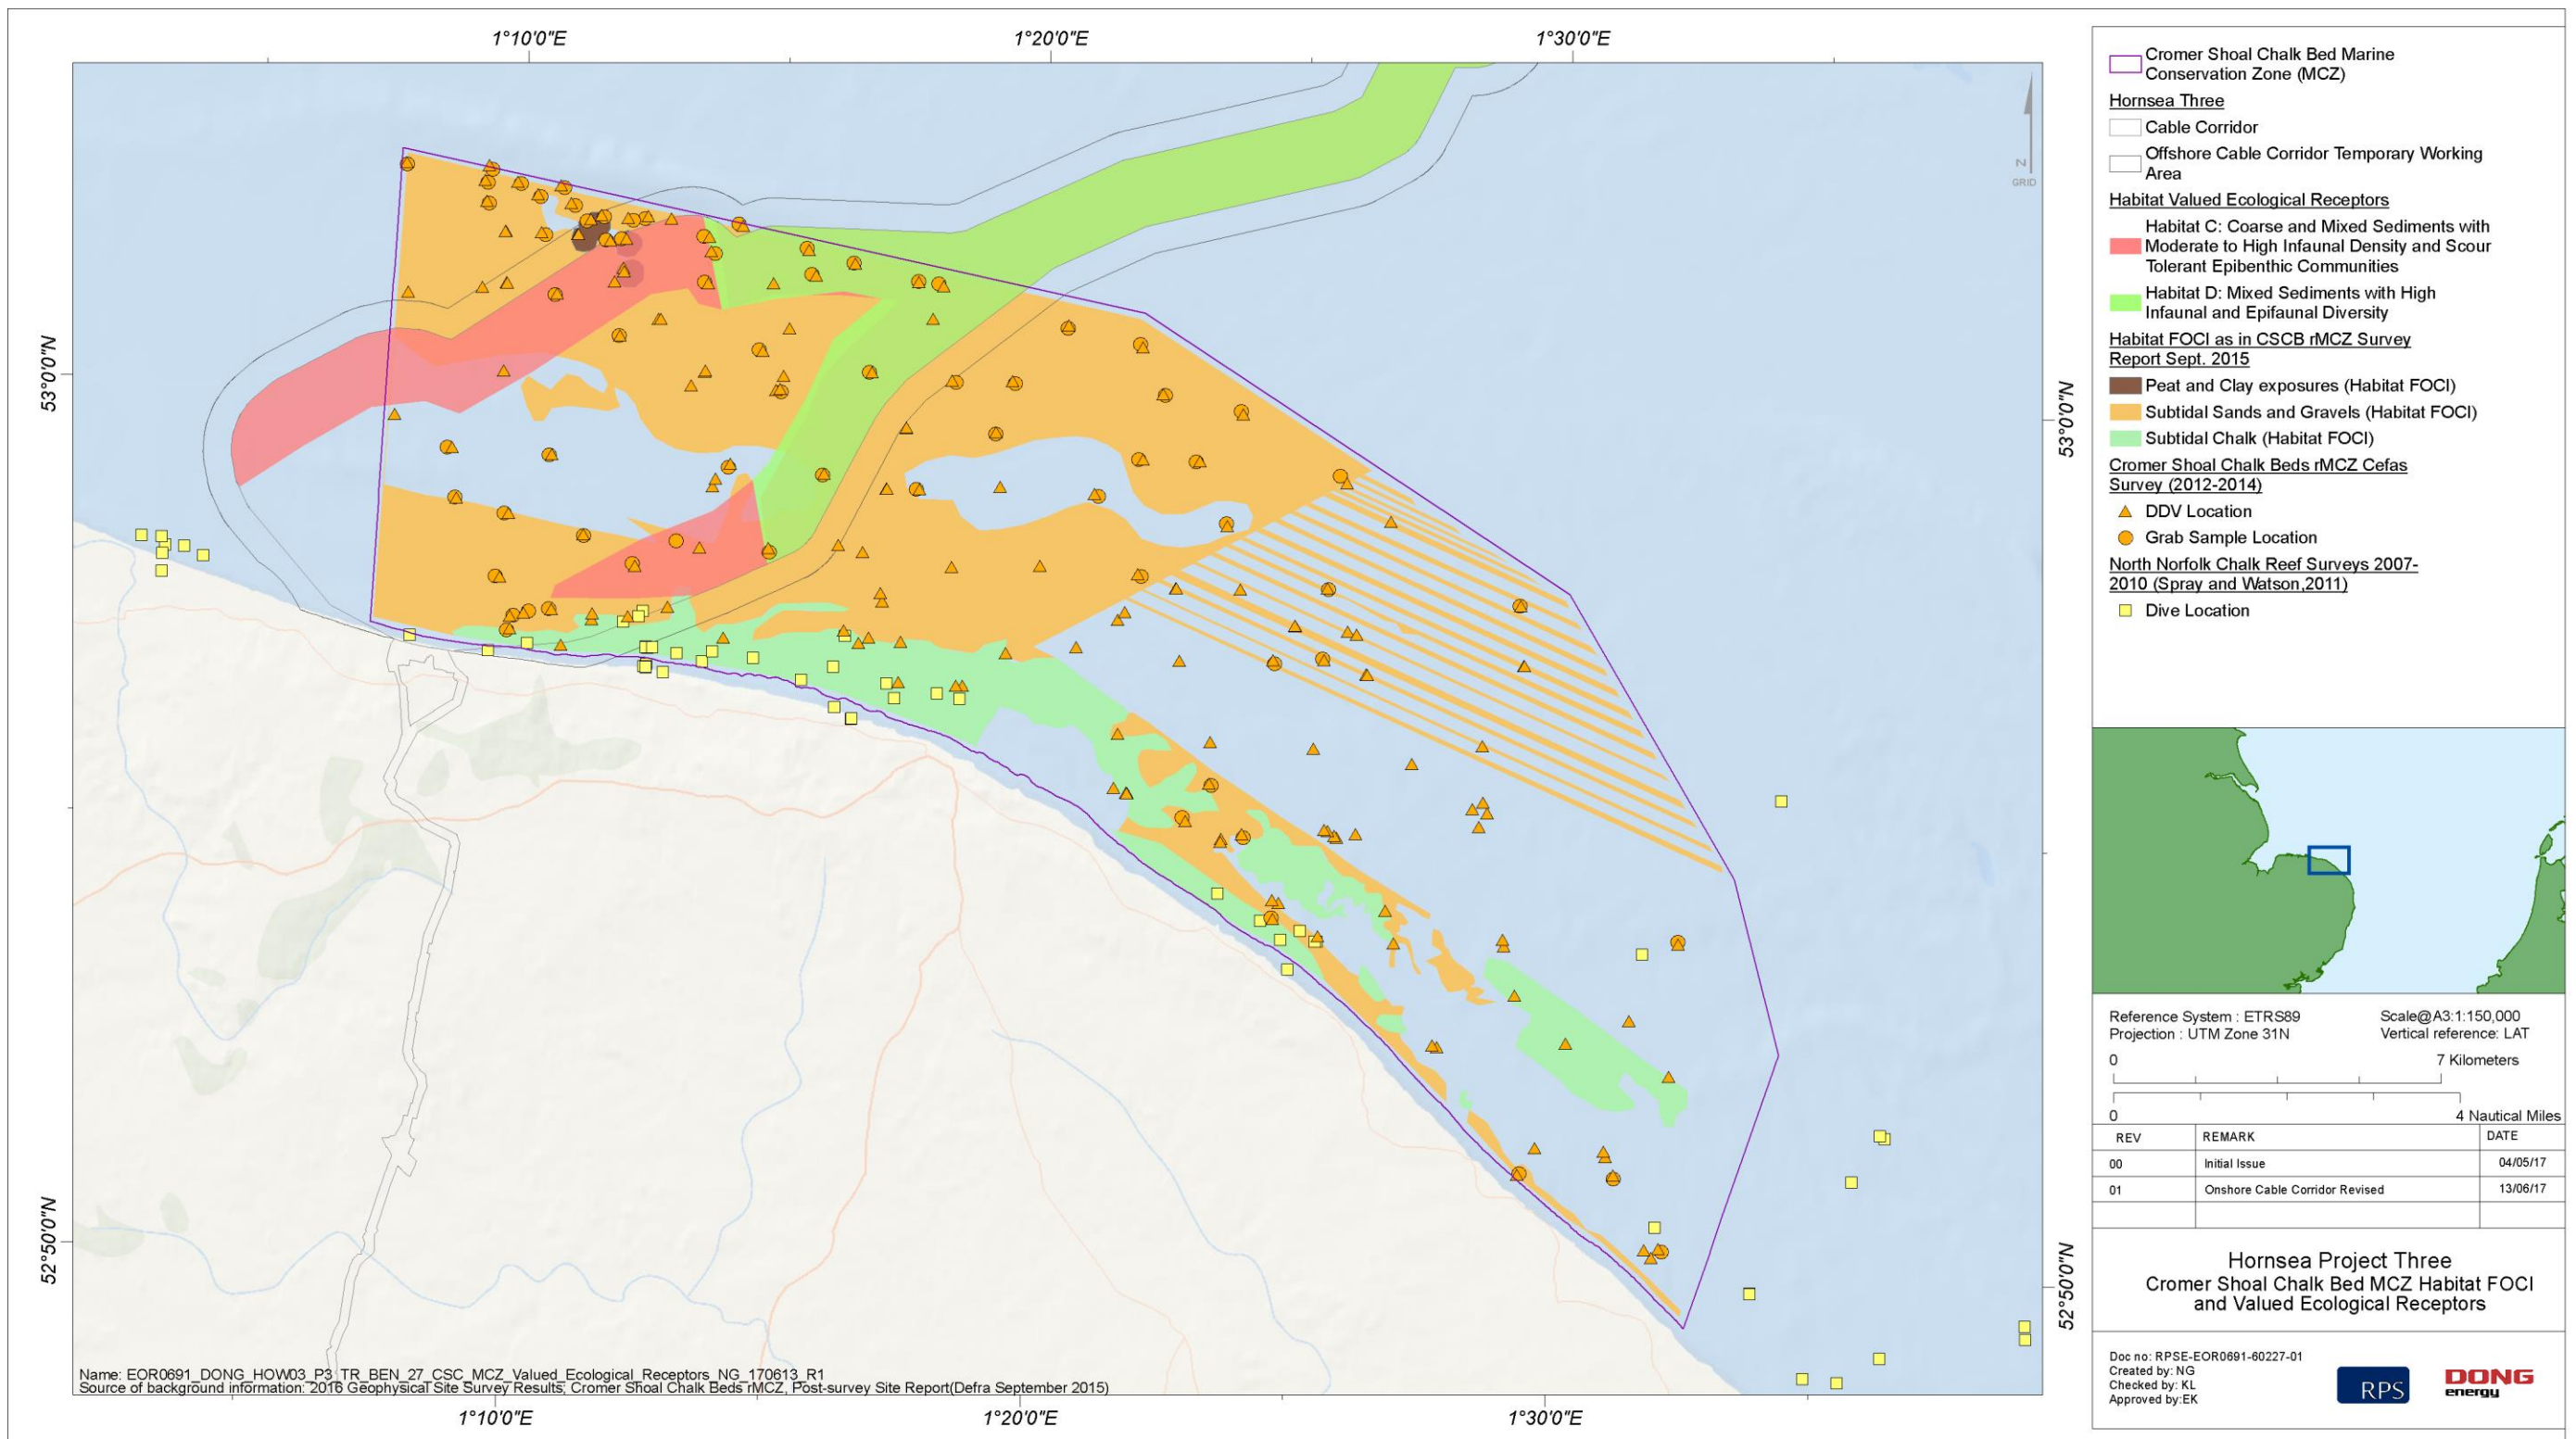 1°10'0"E
1°20'0"E
1°30'0"E
53°0'0"N
52°50'0"N
N
GRID
53°0'0"N
52°50'0"N
Name: EOR0691_DONG_HOW03_P3_TR_BEN_27_CSC_MCZ_Valued_Ecological_Receptors_NG_170613_R1
Source of background information: 2016 Geophysical Site Survey Results; Cromer Shoal Chalk Beds rMCZ, Post-survey Site Report(Defra September 2015)
1°10'0"E
1°20'0"E
1°30'0"E
Cromer Shoal Chalk Bed Marine
Conservation Zone (MCZ)
Hornsea Three
Cable Corridor
Offshore Cable Corridor Temporary Working
Area
Habitat Valued Ecological Receptors
Habitat C: Coarse and Mixed Sediments with
Moderate to High Infaunal Density and Scour
Tolerant Epibenthic Communities
Habitat D: Mixed Sediments with High
Infaunal and Epifaunal Diversity
Habitat FOCI as in CSCB rMCZ Survey
Report Sept. 2015
Peat and Clay exposures (Habitat FOCI)
Subtidal Sands and Gravels (Habitat FOCI)
Subtidal Chalk (Habitat FOCI)
Cromer Shoal Chalk Beds rMCZ Cefas
Survey (2012-2014)
DDV Location
Grab Sample Location
North Norfolk Chalk Reef Surveys 2007-
2010 (Spray and Watson,2011)
Dive Location
Reference System : ETRS89 Scale@A3:1:150,000
Projection : UTM Zone 31N Vertical reference: LAT
0 7 Kilometers
0 4 Nautical Miles
REV REMARK DATE
00 Initial Issue 04/05/17
01 Onshore Cable Corridor Revised 13/06/17
Hornsea Project Three
Cromer Shoal Chalk Bed MCZ Habitat FOCI
and Valued Ecological Receptors
Doc no: RPSE-EOR0691-60227-01
Created by: NG
Checked by: KL
Approved by:EK
RPS
DONG
energy